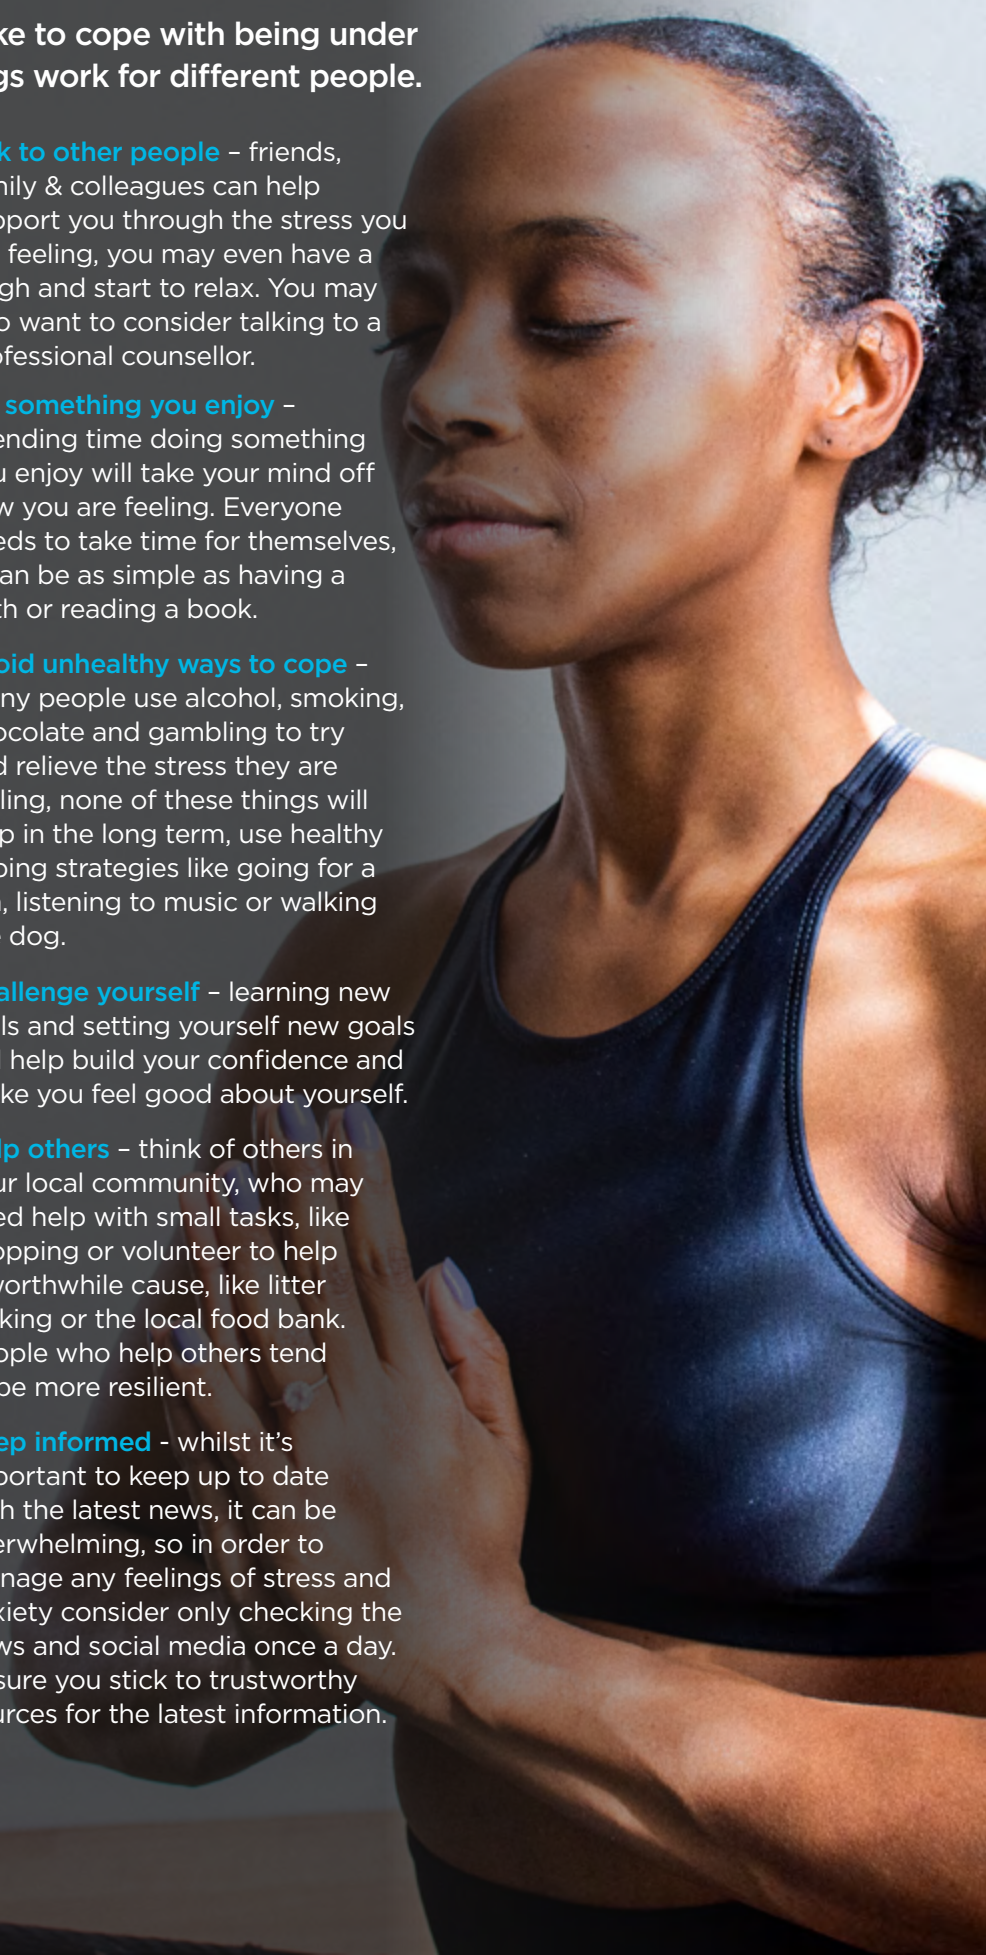 ke to cope with being under
gs work for different people.
k to other people – friends,
nily & colleagues can help
pport you through the stress you
feeling, you may even have a
gh and start to relax. You may
o want to consider talking to a
ofessional counsellor.
something you enjoy –
ending time doing something
u enjoy will take your mind off
w you are feeling. Everyone
eds to take time for themselves,
an be as simple as having a
th or reading a book.
oid unhealthy ways to cope –
ny people use alcohol, smoking,
ocolate and gambling to try
d relieve the stress they are
ling, none of these things will
p in the long term, use healthy
ping strategies like going for a
, listening to music or walking
e dog.
allenge yourself – learning new
ls and setting yourself new goals
l help build your confidence and
ke you feel good about yourself.
lp others – think of others in
ur local community, who may
ed help with small tasks, like
opping or volunteer to help
worthwhile cause, like litter
king or the local food bank.
ople who help others tend
be more resilient.
ep informed - whilst it's
portant to keep up to date
h the latest news, it can be
erwhelming, so in order to
nage any feelings of stress and
xiety consider only checking the
ws and social media once a day.
sure you stick to trustworthy
urces for the latest information.